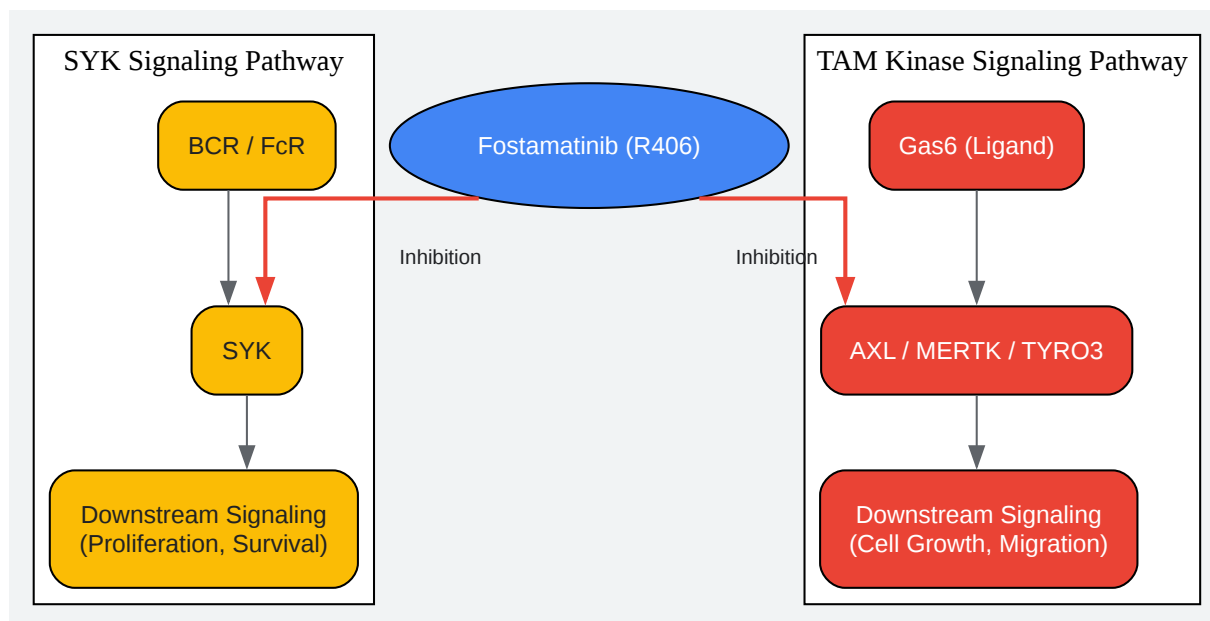 SYK Signaling Pathway
BCR / FcR
SYK
Downstream Signaling
(Proliferation, Survival)
Fostamatinib (R406)
Inhibition
Inhibition
TAM Kinase Signaling Pathway
Gas6 (Ligand)
AXL / MERTK / TYRO3
Downstream Signaling
(Cell Growth, Migration)